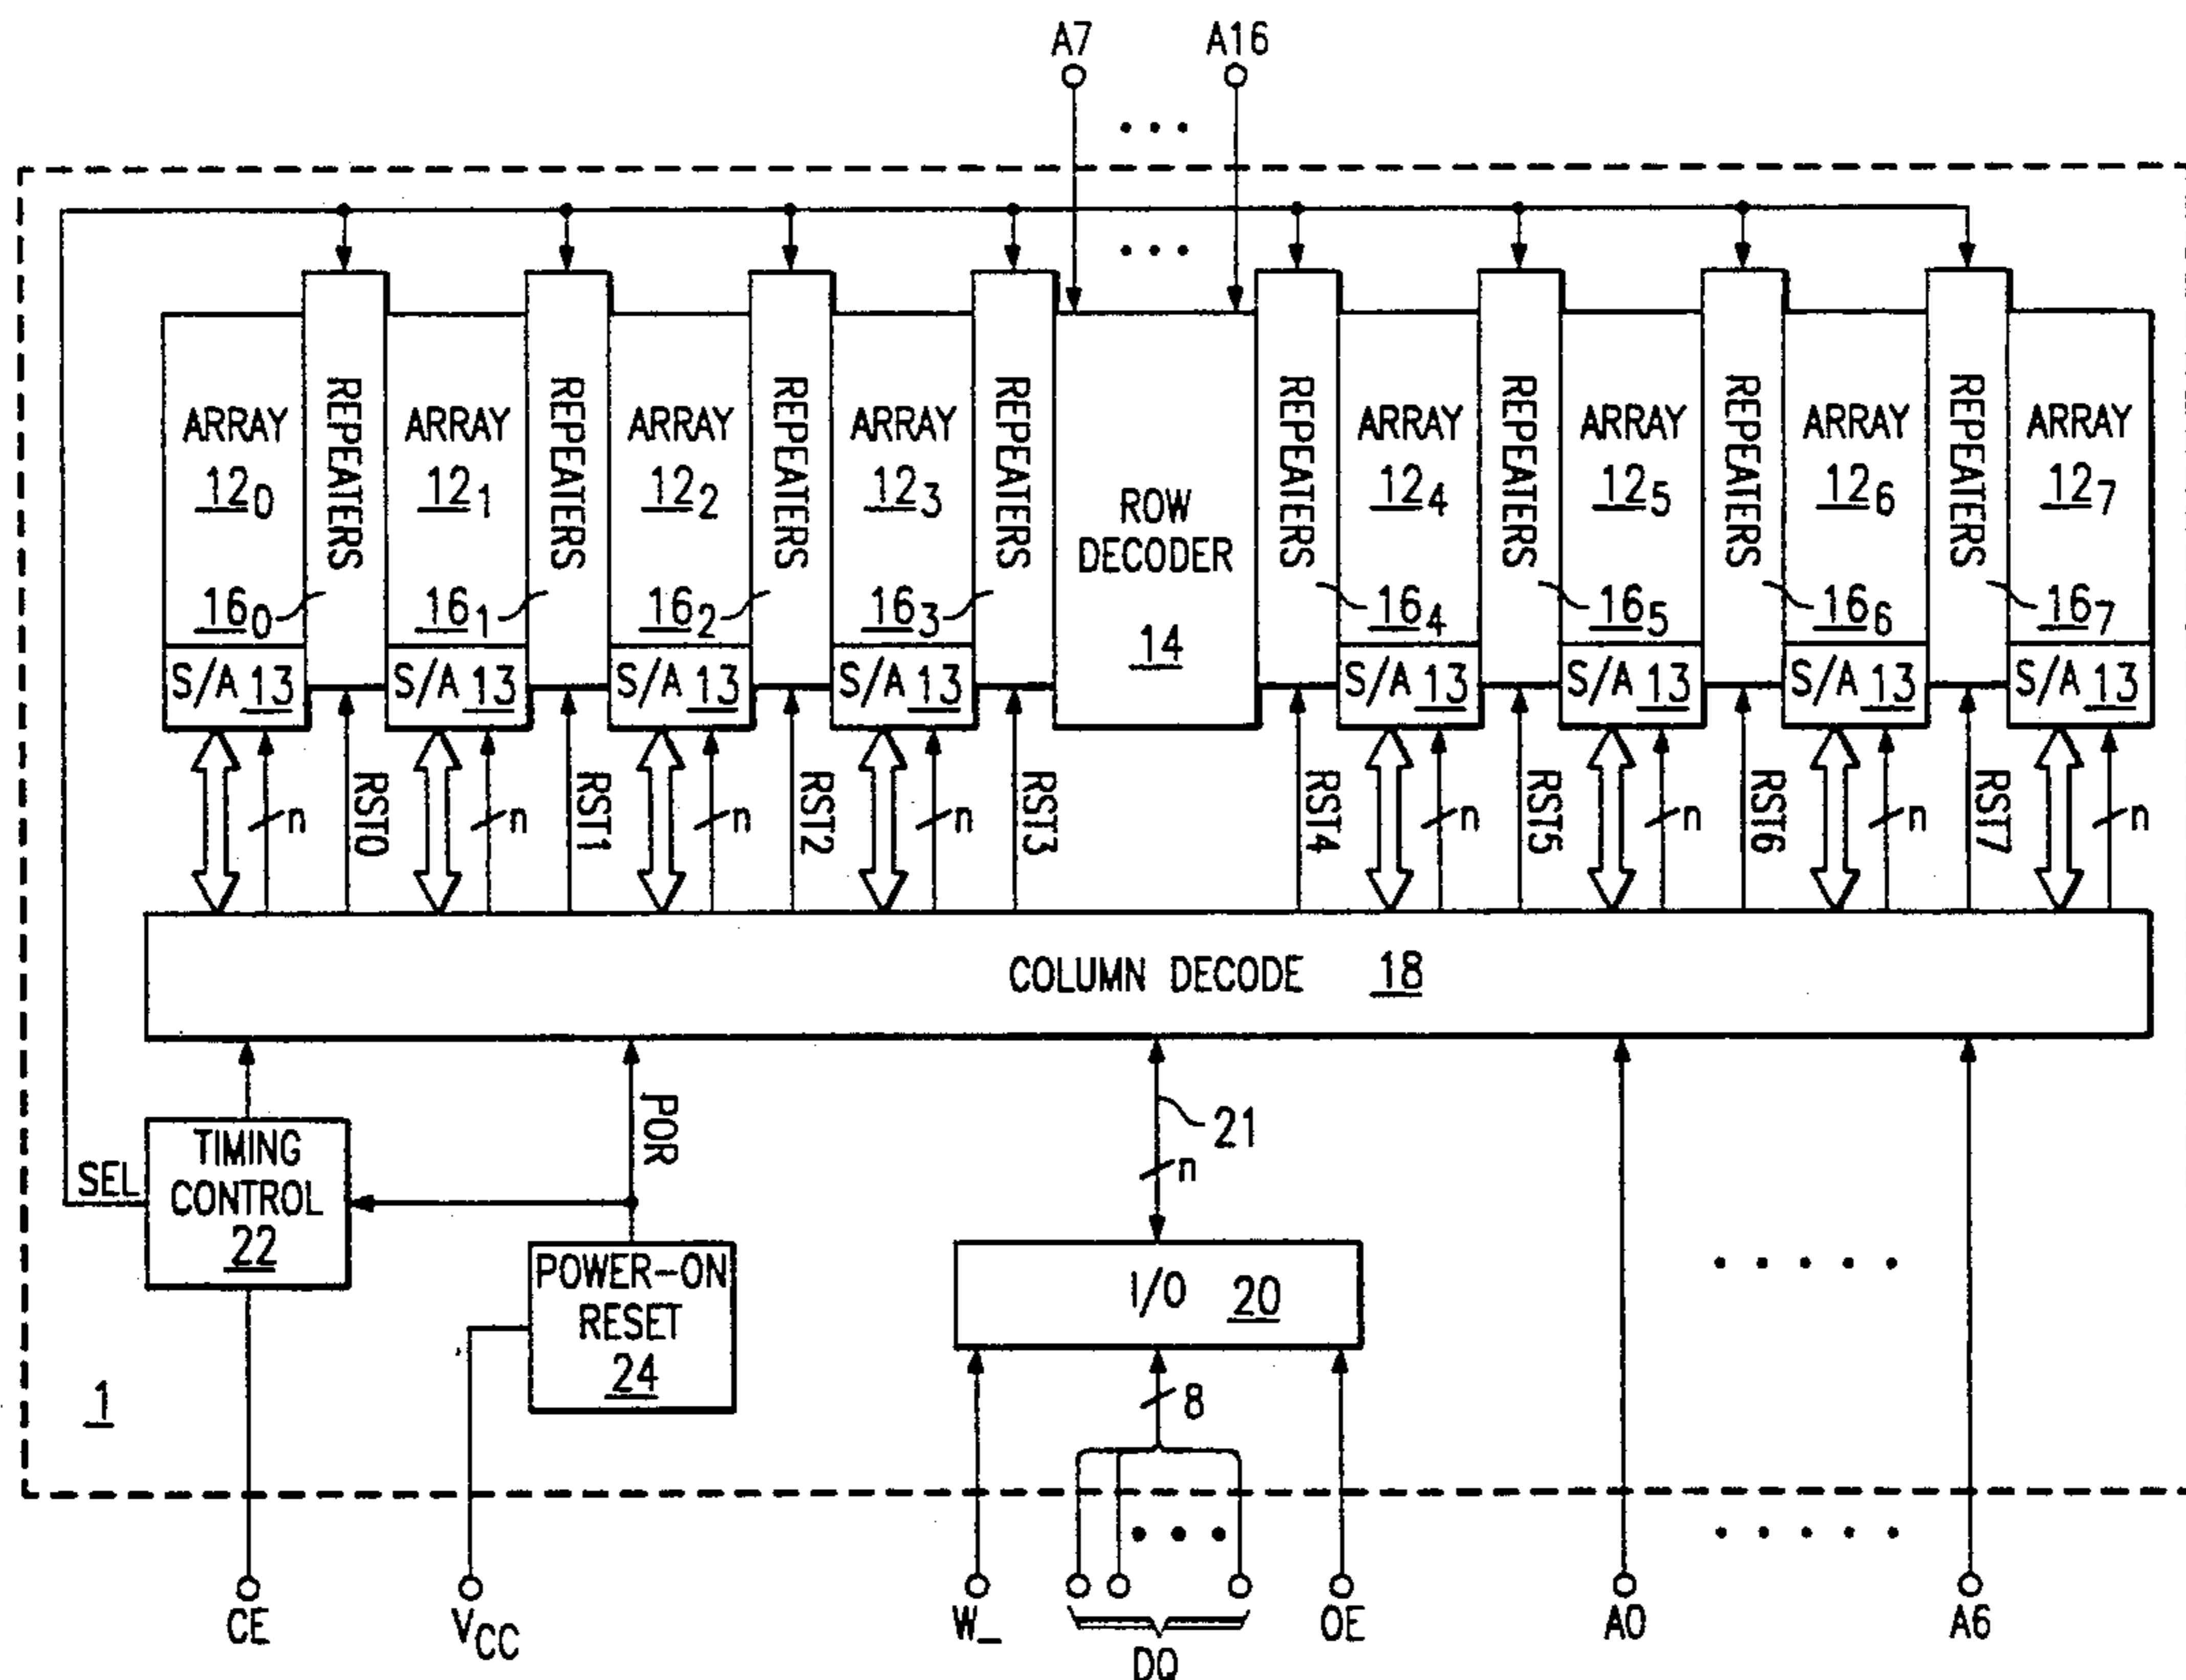 A7 A16
ARRAY 12₀ REPEATERS 16₀ S/A 13
ARRAY 12₁ REPEATERS 16₁ S/A 13
ARRAY 12₂ REPEATERS 16₂ S/A 13
ARRAY 12₃ REPEATERS 16₃ S/A 13
ROW
DECODER
14
REPEATERS 16₄ ARRAY 12₄ S/A 13
REPEATERS 16₅ ARRAY 12₅ S/A 13
REPEATERS 16₆ ARRAY 12₆ S/A 13
REPEATERS 16₇ ARRAY 12₇ S/A 13
n RST0 n RST1 n RST2 n RST3 RST4 n RST5 n RST6 n RST7 n
COLUMN DECODE 18
SEL
TIMING
CONTROL
22
POR
POWER-ON
RESET
24
21
n
I/O 20
8
1
CE VCC W_ DQ OE A0 A6